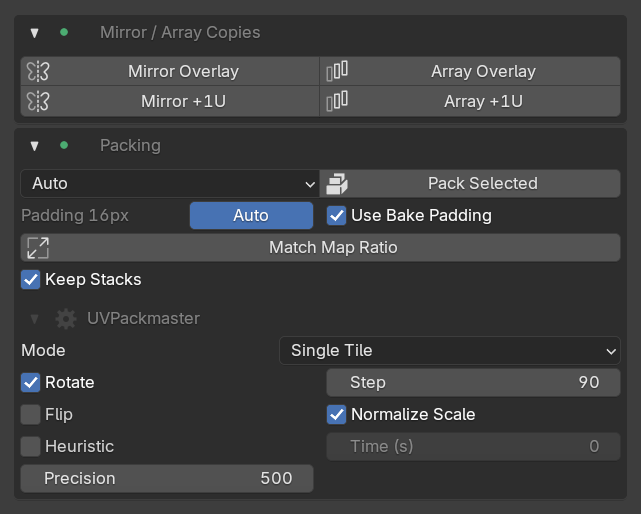 Mirror / Array Copies
Mirror Overlay Array Overlay
Mirror +1U Array +1U
Packing
Auto Pack Selected
Padding 16px Auto Use Bake Padding
Match Map Ratio
Keep Stacks
UVPackmaster
Mode Single Tile
Rotate Step 90
Flip Normalize Scale
Heuristic Time (s) 0
Precision 500